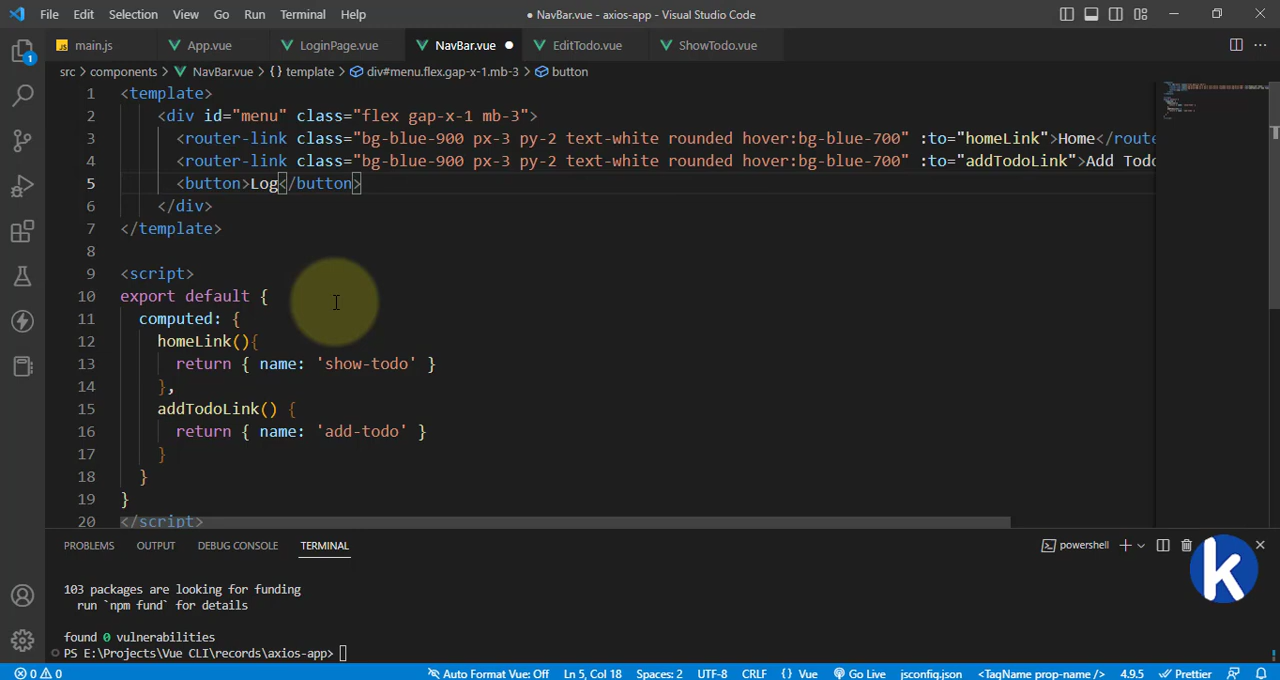 File Edit Selection View Go Run Terminal Help
● NavBar.vue - axios-app - Visual Studio Code
1
JS main.js
App.vue
LoginPage.vue
NavBar.vue ●
EditTodo.vue
ShowTodo.vue
src > components > NavBar.vue > {} template > div#menu.flex.gap-x-1.mb-3 > button
1 <template>
2 <div id="menu" class="flex gap-x-1 mb-3">
3 <router-link class="bg-blue-900 px-3 py-2 text-white rounded hover:bg-blue-700" :to="homeLink">Home</route
4 <router-link class="bg-blue-900 px-3 py-2 text-white rounded hover:bg-blue-700" :to="addTodoLink">Add Todo
5 <button>Log</button>
6 </div>
7 </template>
8
9 <script>
10 export default {
11 computed: {
12 homeLink(){
13 return { name: 'show-todo' }
14 },
15 addTodoLink() {
16 return { name: 'add-todo' }
17 }
18 }
19 }
20 </script>
PROBLEMS OUTPUT DEBUG CONSOLE TERMINAL
powershell
103 packages are looking for funding
run `npm fund` for details
found 0 vulnerabilities
PS E:\Projects\Vue CLI\records\axios-app>
k
0 0
Auto Format Vue: Off Ln 5, Col 18 Spaces: 2 UTF-8 CRLF {} Vue Go Live jsconfig.json <TagName prop-name /> 4.9.5 Prettier